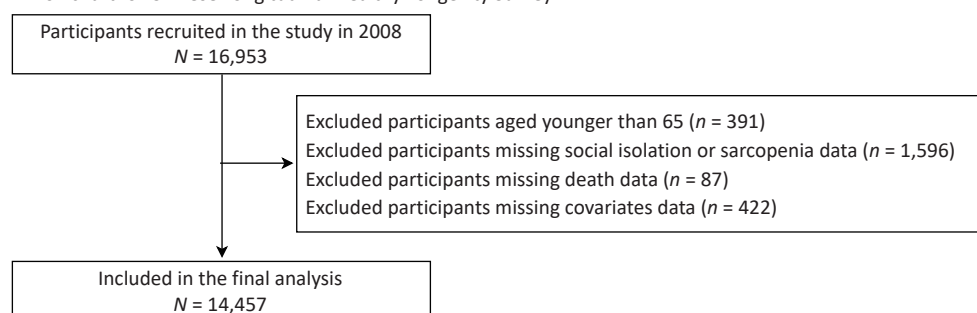 Participants recruited in the study in 2008
N = 16,953
Excluded participants aged younger than 65 (n = 391)
Excluded participants missing social isolation or sarcopenia data (n = 1,596)
Excluded participants missing death data (n = 87)
Excluded participants missing covariates data (n = 422)
Included in the final analysis
N = 14,457